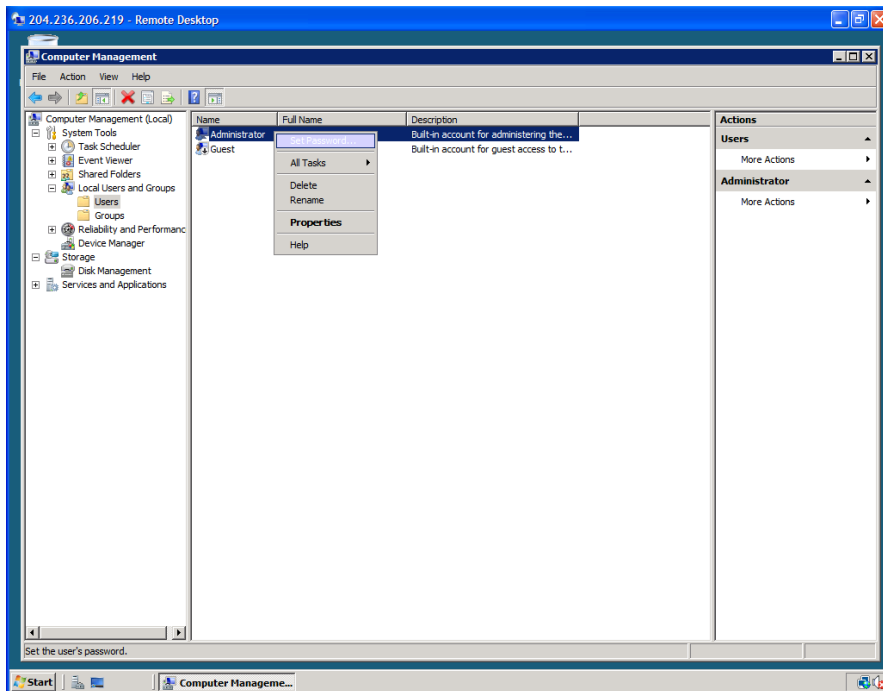 204.236.206.219 - Remote Desktop
Computer Management
File Action View Help
Computer Management (Local)
System Tools
Task Scheduler
Event Viewer
Shared Folders
Local Users and Groups
Users
Groups
Reliability and Performanc
Device Manager
Storage
Disk Management
Services and Applications
Name Full Name Description
Administrator Built-in account for administering the...
Guest Built-in account for guest access to t...
Set Password...
All Tasks
Delete
Rename
Properties
Help
Actions
Users
More Actions
Administrator
More Actions
Set the user's password.
Start Computer Manageme...